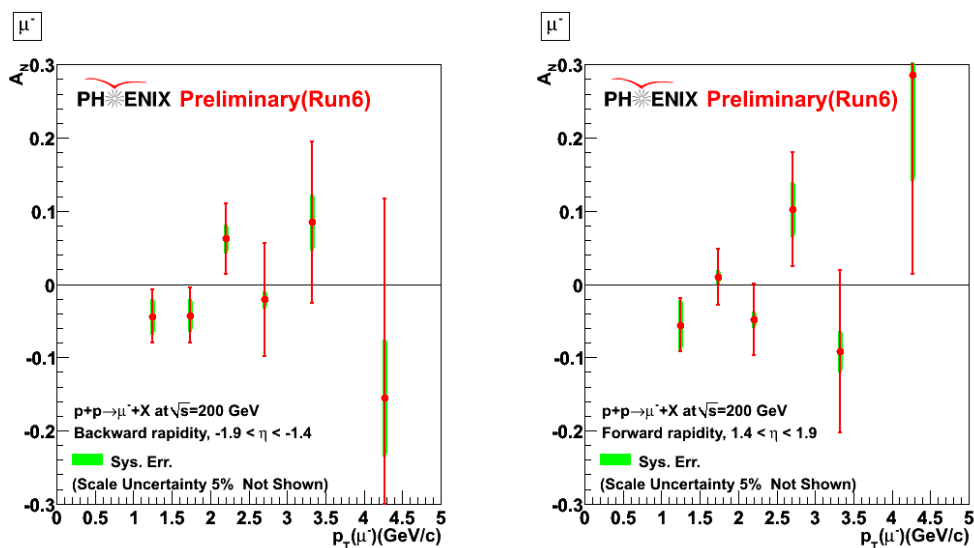 μ⁻
A_N
0.3
PH ENIX Preliminary(Run6)
0.2
0.1
0
-0.1
p+p→μ⁻+X at√s=200 GeV
Backward rapidity, -1.9 < η < -1.4
-0.2
Sys. Err.
(Scale Uncertainty 5% Not Shown)
-0.3
0 0.5 1 1.5 2 2.5 3 3.5 4 4.5 5
p_T(μ⁻)(GeV/c)
μ⁻
A_N
0.3
PH ENIX Preliminary(Run6)
0.2
0.1
0
-0.1
p+p→μ⁻+X at√s=200 GeV
Forward rapidity, 1.4 < η < 1.9
-0.2
Sys. Err.
(Scale Uncertainty 5% Not Shown)
-0.3
0 0.5 1 1.5 2 2.5 3 3.5 4 4.5 5
p_T(μ⁻)(GeV/c)